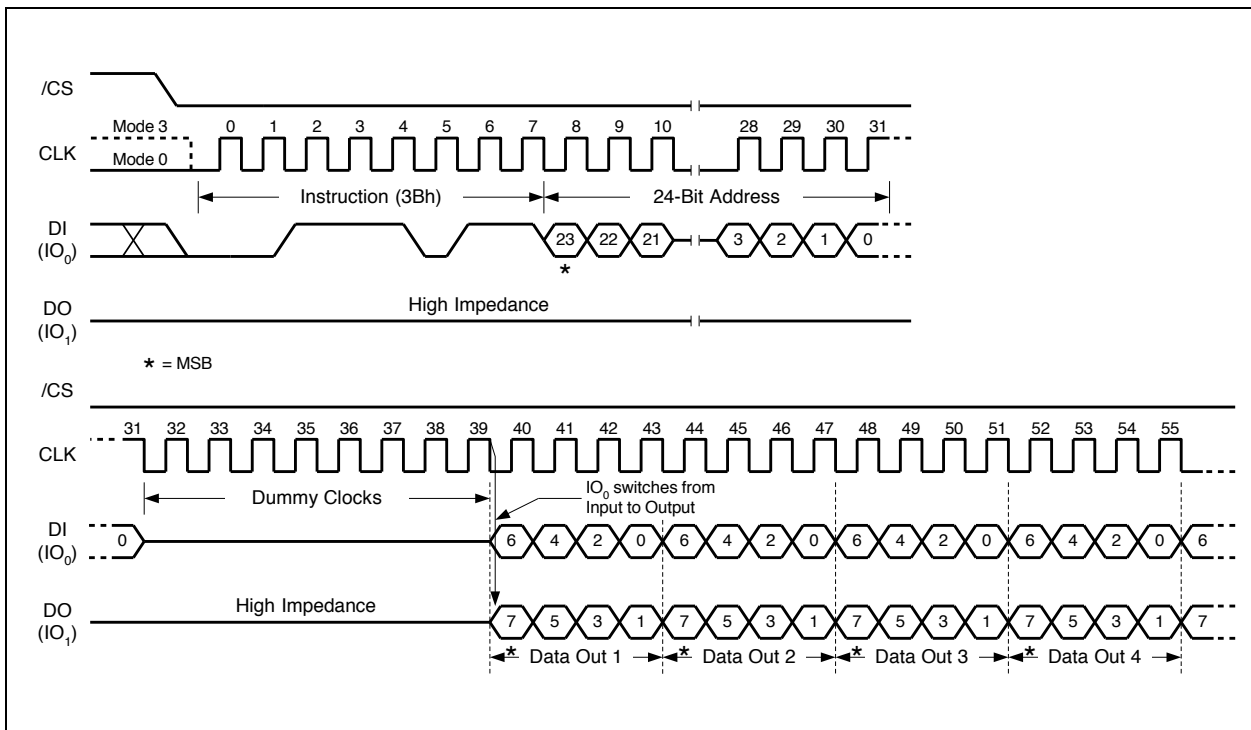 /CS
Mode 3 0 1 2 3 4 5 6 7 8 9 10 28 29 30 31
CLK
Mode 0
Instruction (3Bh) 24-Bit Address
DI
(IO0) 23 22 21 3 2 1 0
*
High Impedance
DO
(IO1)
* = MSB
/CS
31 32 33 34 35 36 37 38 39 40 41 42 43 44 45 46 47 48 49 50 51 52 53 54 55
CLK
Dummy Clocks
IO0 switches from
Input to Output
DI
(IO0) 0 6 4 2 0 6 4 2 0 6 4 2 0 6 4 2 0 6
DO
(IO1) High Impedance 7 5 3 1 7 5 3 1 7 5 3 1 7 5 3 1 7
* Data Out 1 * Data Out 2 * Data Out 3 * Data Out 4